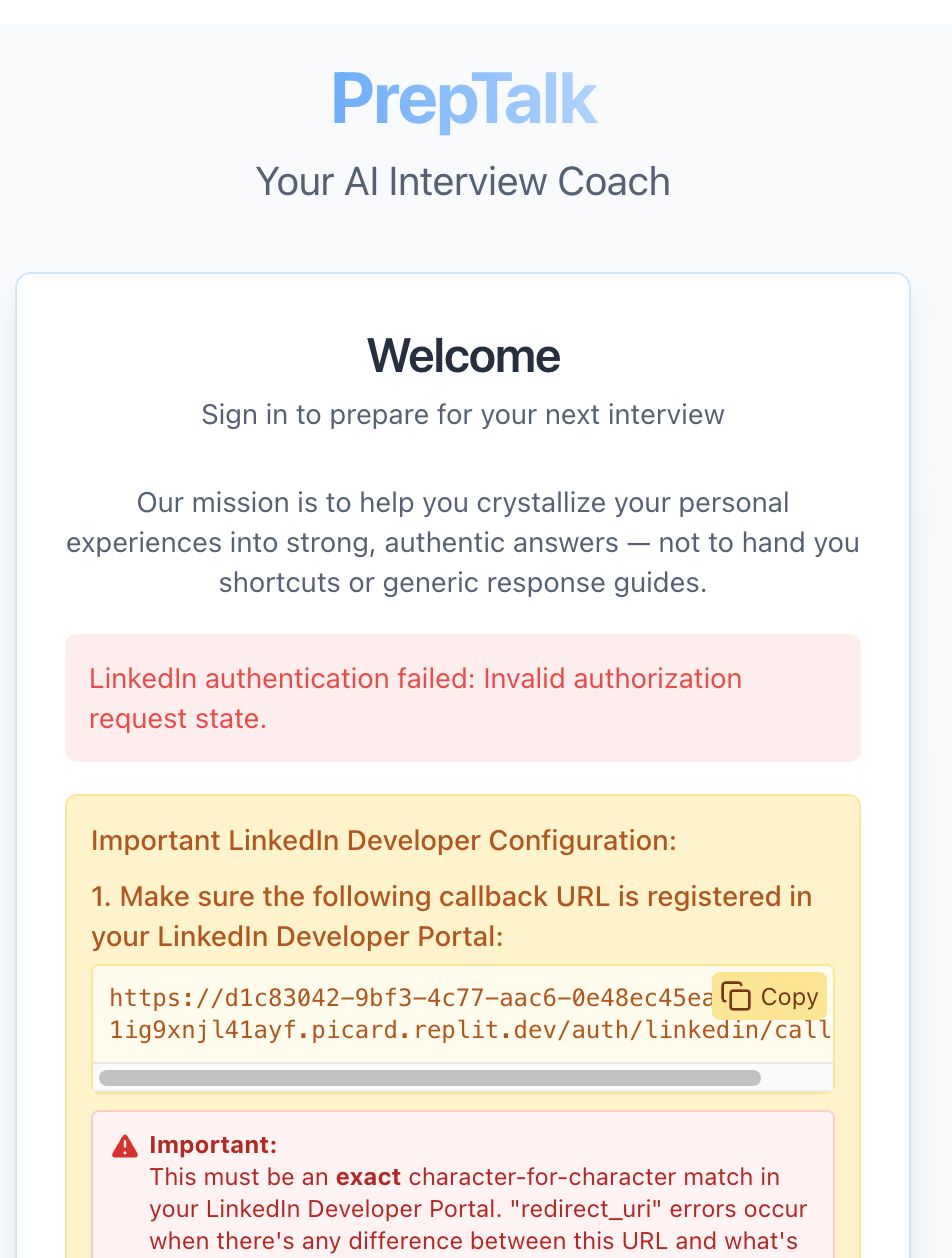 PrepTalk
Your AI Interview Coach
Welcome
Sign in to prepare for your next interview
Our mission is to help you crystallize your personal
experiences into strong, authentic answers — not to hand you
shortcuts or generic response guides.
LinkedIn authentication failed: Invalid authorization
request state.
Important LinkedIn Developer Configuration:
1. Make sure the following callback URL is registered in
your LinkedIn Developer Portal:
https://d1c83042-9bf3-4c77-aac6-0e48ec45ea
Copy
1ig9xnjl41ayf.picard.replit.dev/auth/linkedin/call
Important:
This must be an exact character-for-character match in
your LinkedIn Developer Portal. "redirect_uri" errors occur
when there's any difference between this URL and what's